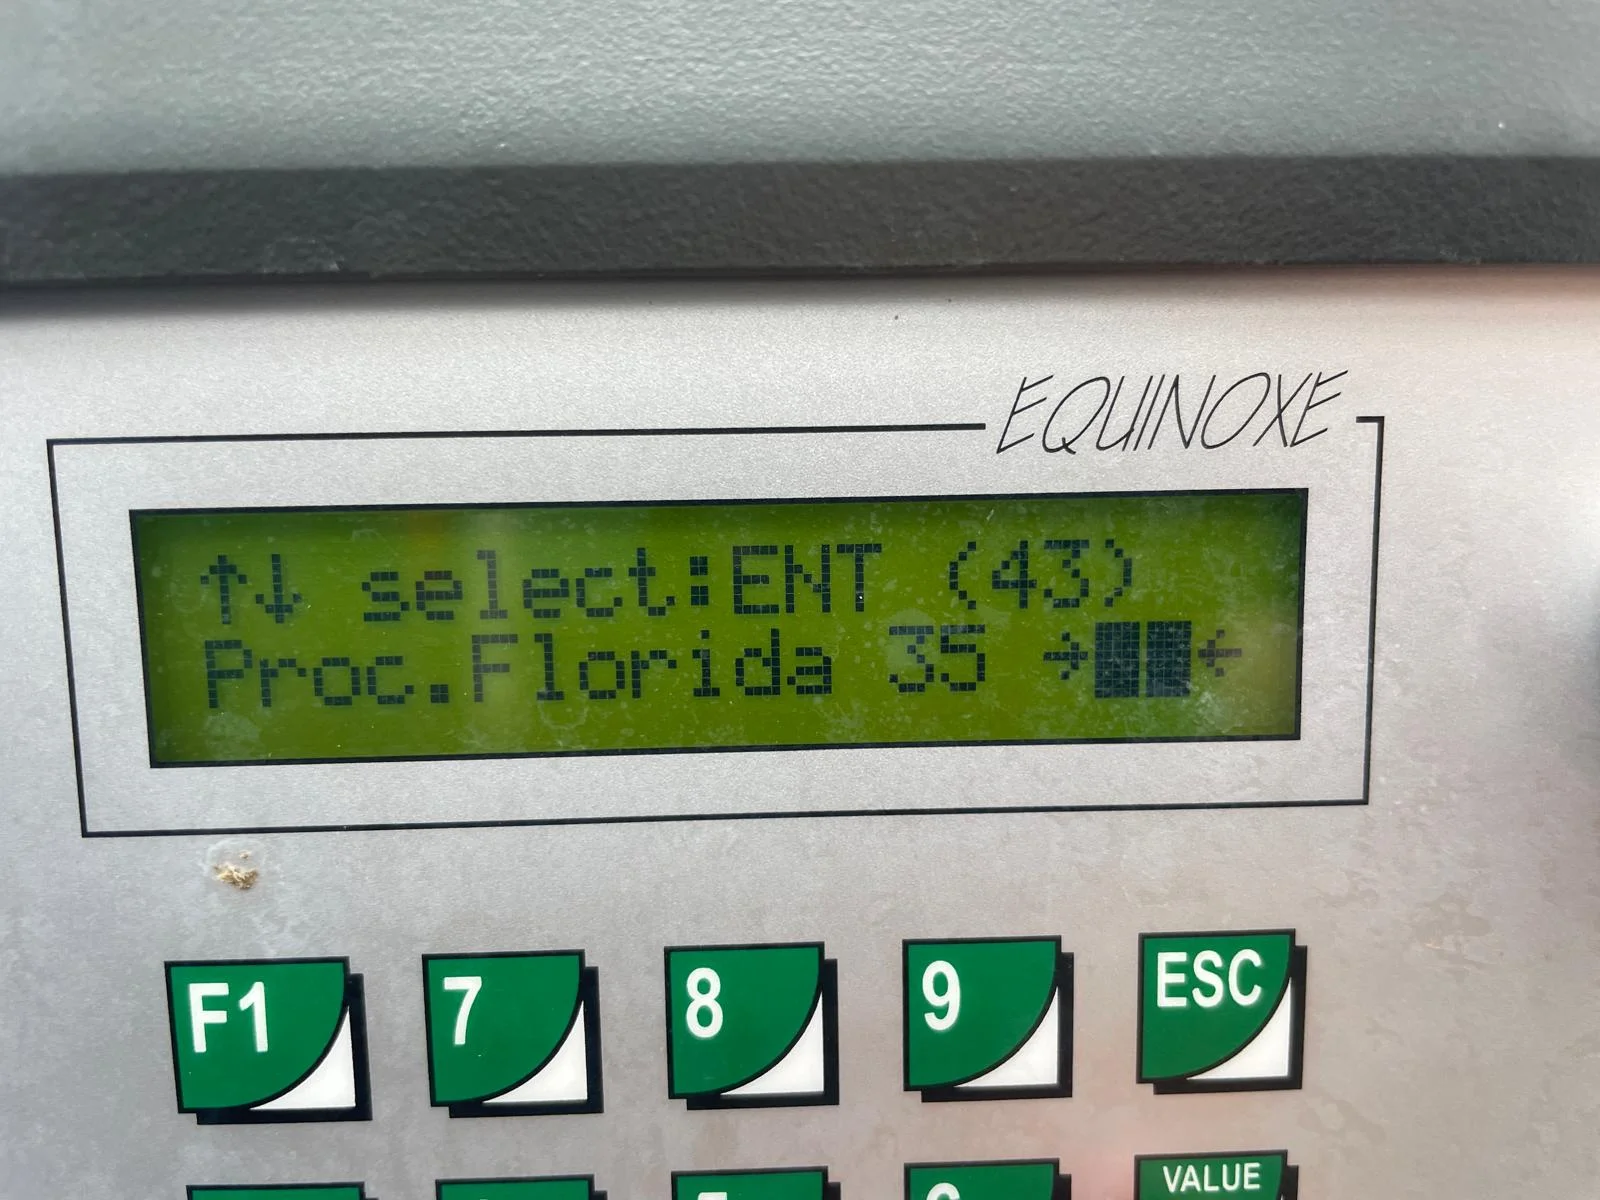 EQUINOXE
↑↓ select:ENT (43)
Proc.Florida 35 →██←
F1 7 8 9 ESC
VALUE